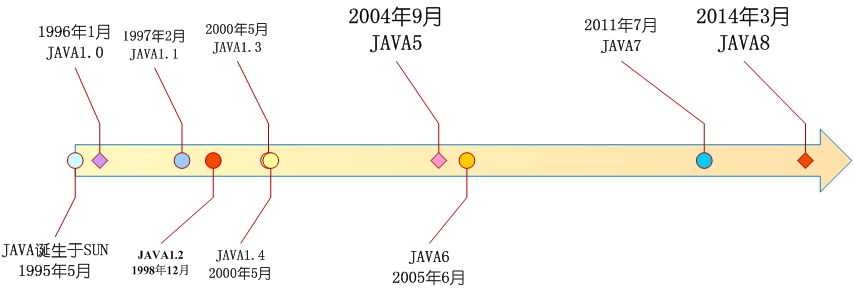 1996年1月
JAVA1.0
1997年2月
JAVA1.1
2000年5月
JAVA1.3
2004年9月
JAVA5
2011年7月
JAVA7
2014年3月
JAVA8
JAVA诞生于SUN
1995年5月
JAVA1.2
1998年12月
JAVA1.4
2000年5月
JAVA6
2005年6月